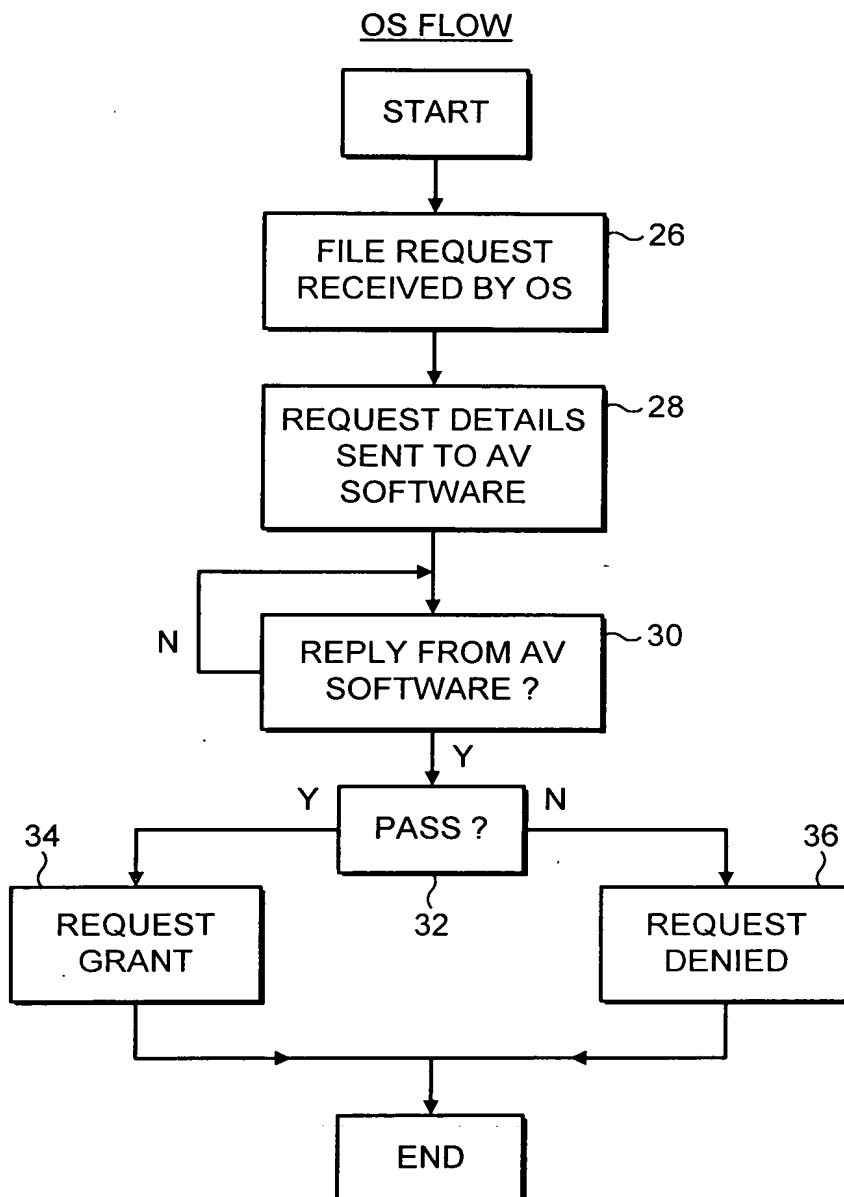 OS FLOW
START
FILE REQUEST
RECEIVED BY OS
26
REQUEST DETAILS
SENT TO AV
SOFTWARE
28
N
REPLY FROM AV
SOFTWARE ?
30
Y
Y
PASS ?
N
32
34
REQUEST
GRANT
36
REQUEST
DENIED
END